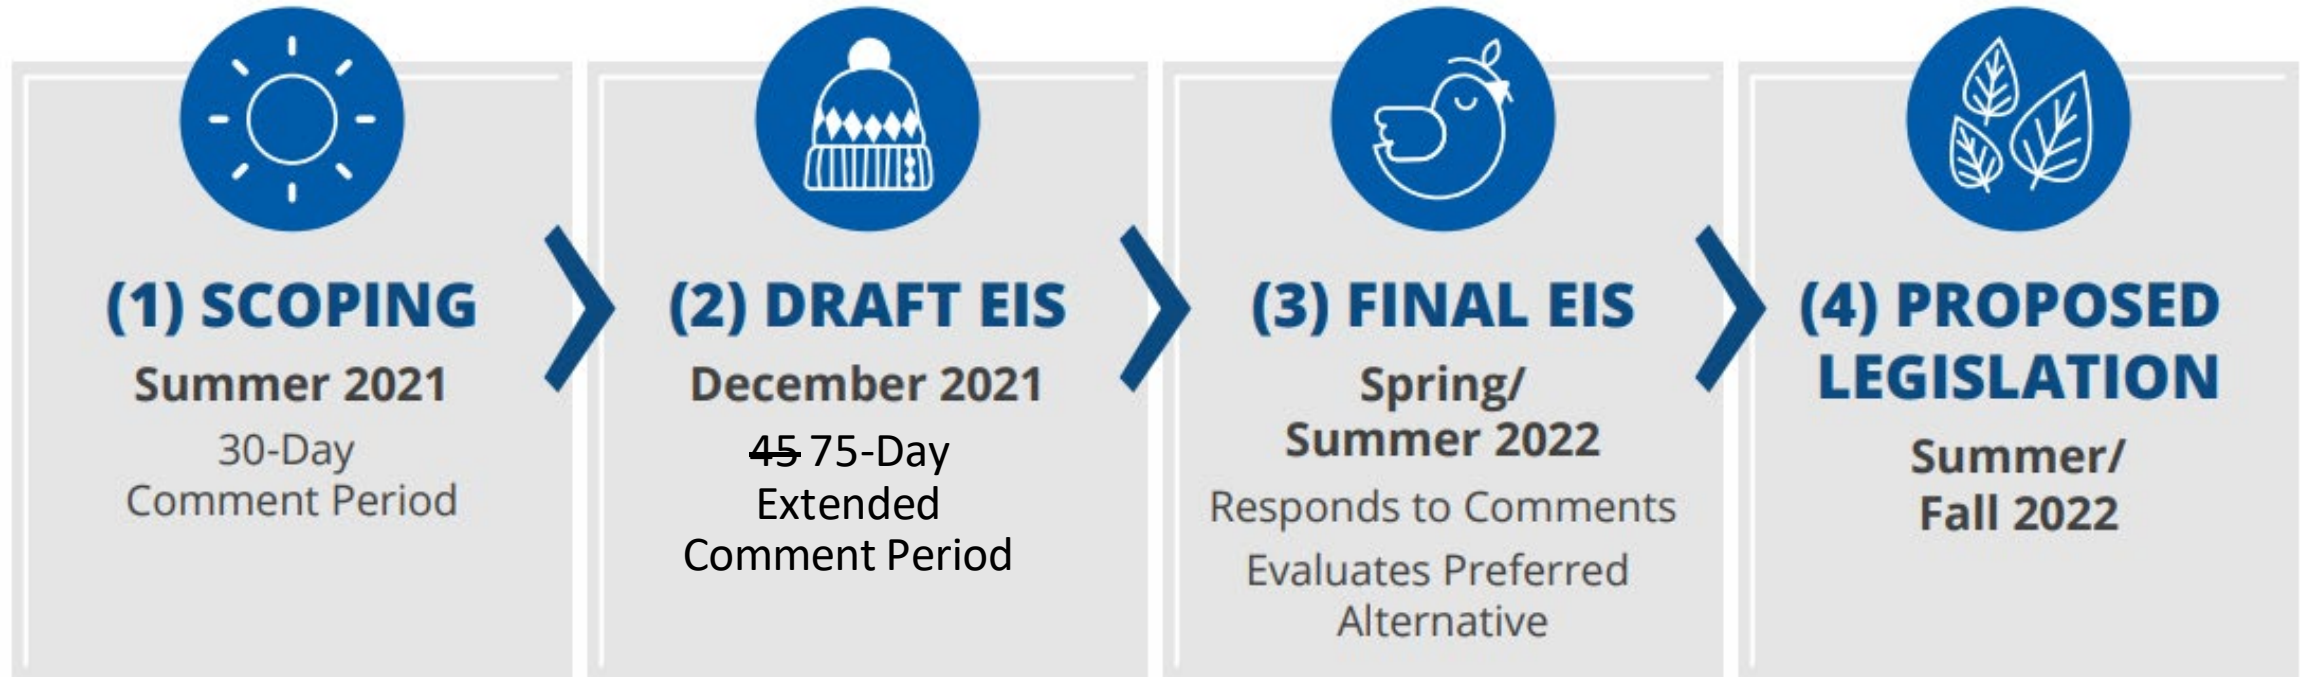 (1) SCOPING
Summer 2021
30-Day
Comment Period
(2) DRAFT EIS
December 2021
45 75-Day
Extended
Comment Period
(3) FINAL EIS
Spring/
Summer 2022
Responds to Comments
Evaluates Preferred
Alternative
(4) PROPOSED
LEGISLATION
Summer/
Fall 2022